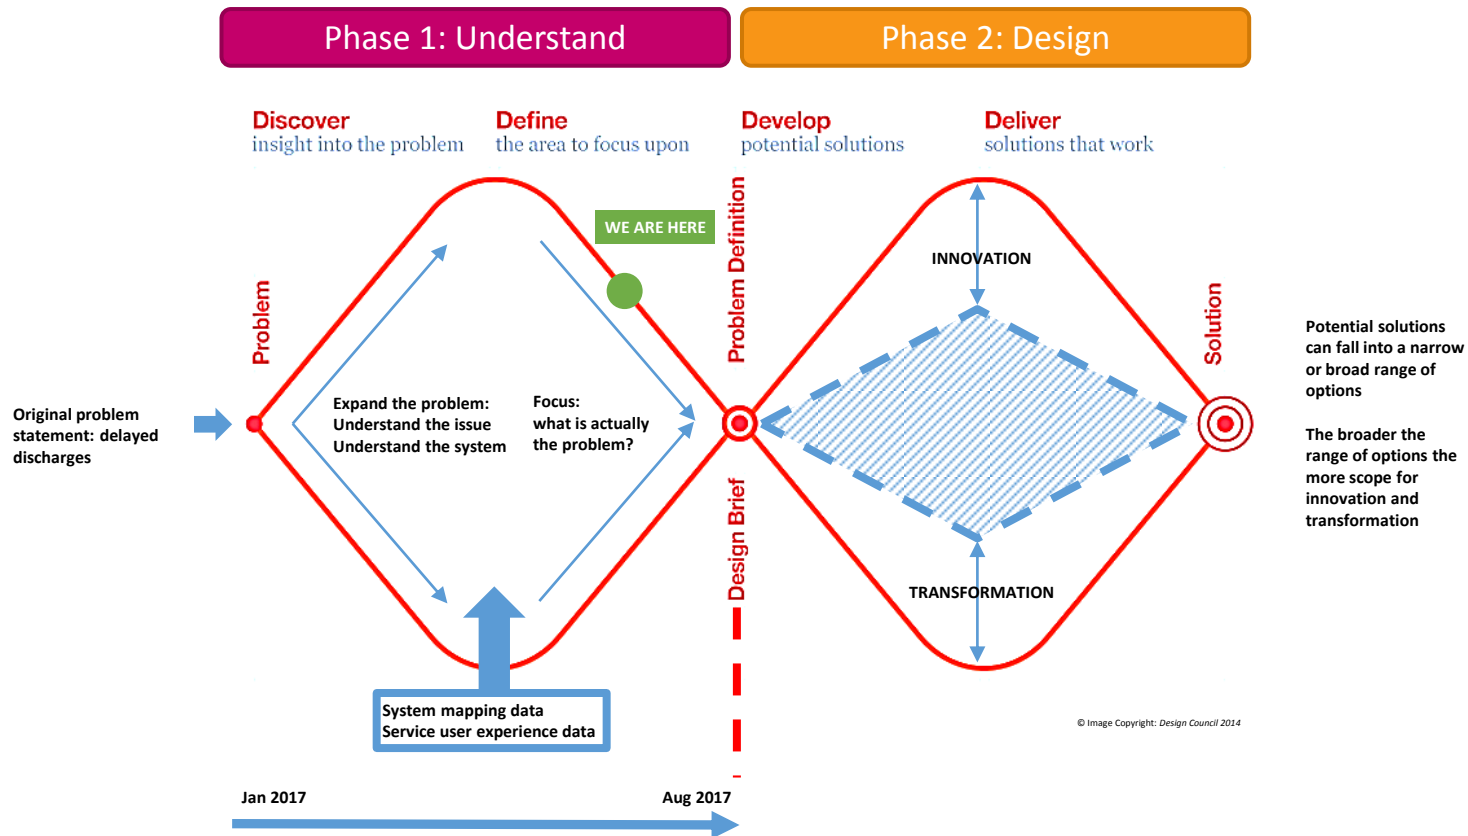 Phase 1: Understand
Phase 2: Design
Discover
insight into the problem
Define
the area to focus upon
Develop
potential solutions
Deliver
solutions that work
WE ARE HERE
Problem
Problem Definition
Design Brief
Solution
INNOVATION
TRANSFORMATION
Original problem
statement: delayed
discharges
Expand the problem:
Understand the issue
Understand the system
Focus:
what is actually
the problem?
Potential solutions
can fall into a narrow
or broad range of
options
The broader the
range of options the
more scope for
innovation and
transformation
System mapping data
Service user experience data
© Image Copyright: Design Council 2014
Jan 2017
Aug 2017